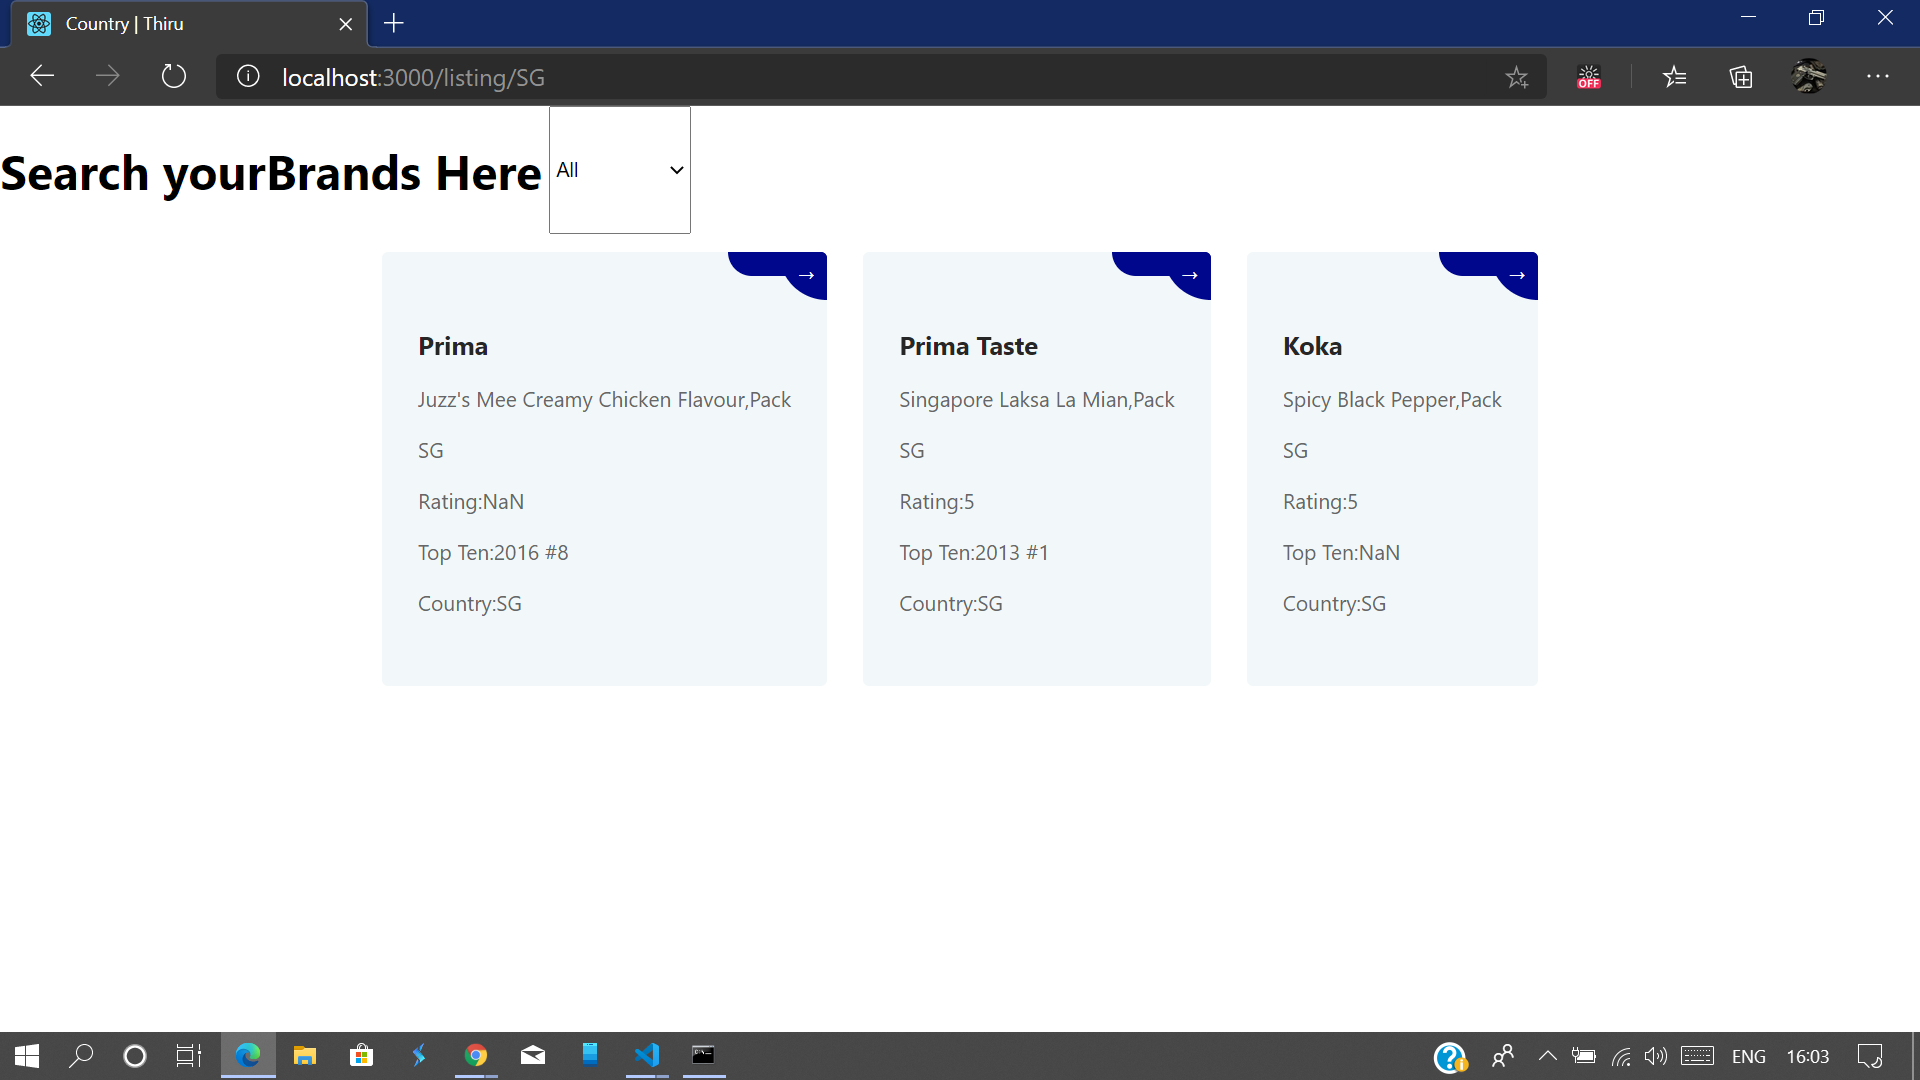 Country | Thiru
localhost:3000/listing/SG
OFF
Search yourBrands Here
All
→
→
→
Prima
Juzz's Mee Creamy Chicken Flavour,Pack
SG
Rating:NaN
Top Ten:2016 #8
Country:SG
Prima Taste
Singapore Laksa La Mian,Pack
SG
Rating:5
Top Ten:2013 #1
Country:SG
Koka
Spicy Black Pepper,Pack
SG
Rating:5
Top Ten:NaN
Country:SG
ENG
16:03